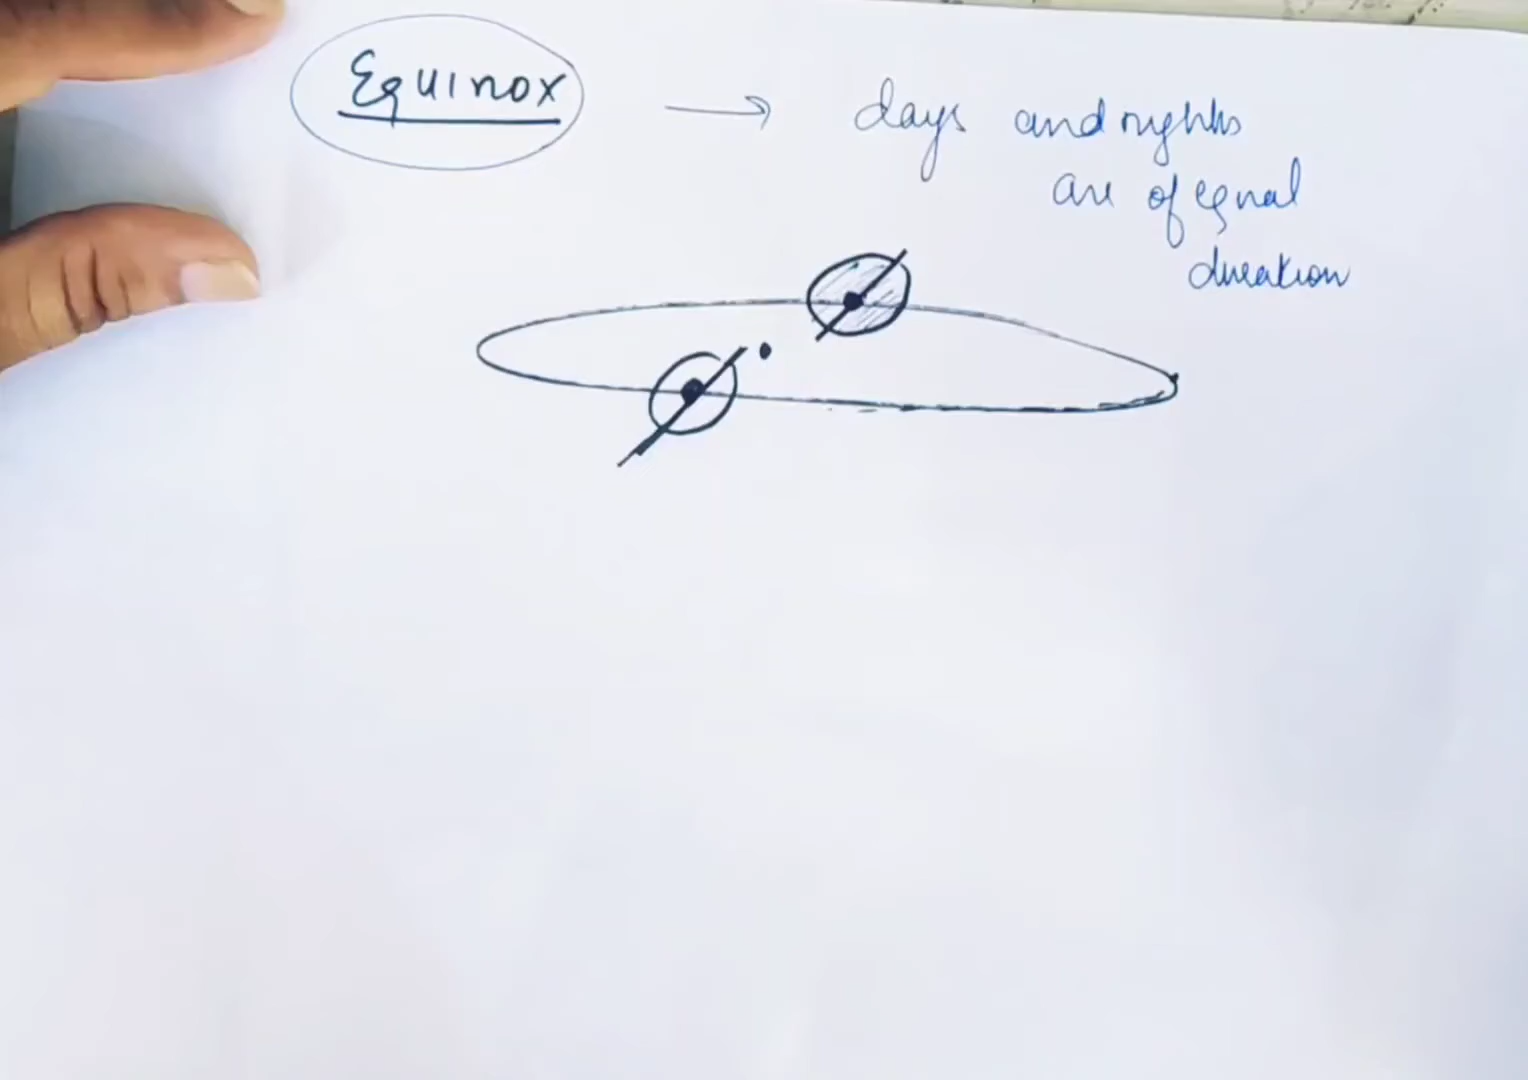 Equinox → days and nights
are of equal
duration